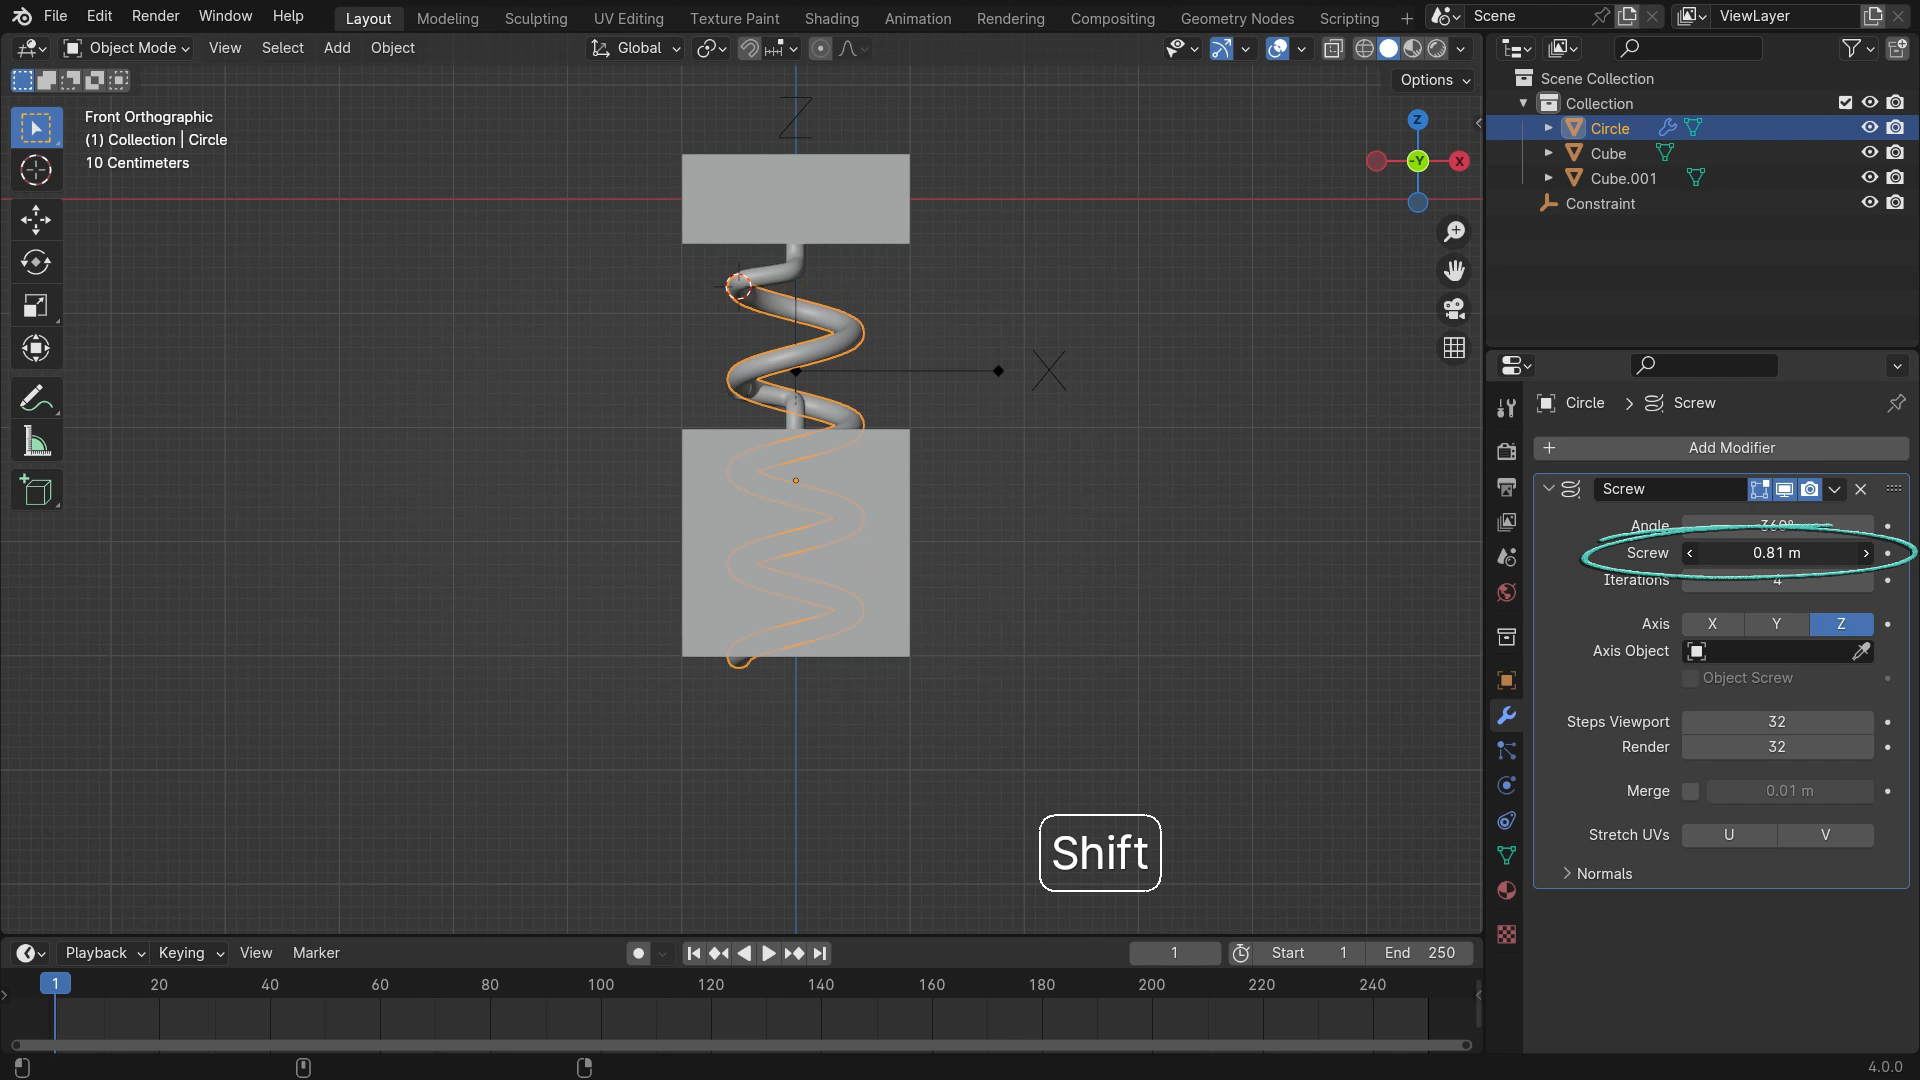 File Edit Render Window Help Layout Modeling Sculpting UV Editing Texture Paint Shading Animation Rendering Compositing Geometry Nodes Scripting + Scene ViewLayer
Object Mode View Select Add Object Global
Options
Front Orthographic
(1) Collection | Circle
10 Centimeters
Z
X
Z
-Y
X
Shift
Scene Collection
Collection
Circle
Cube
Cube.001
Constraint
Circle > Screw
+ Add Modifier
Screw
Angle 360°
Screw 0.81 m
Iterations 4
Axis X Y Z
Axis Object
Object Screw
Steps Viewport 32
Render 32
Merge 0.01 m
Stretch UVs U V
Normals
Playback Keying View Marker 1 Start 1 End 250
1 20 40 60 80 100 120 140 160 180 200 220 240
4.0.0